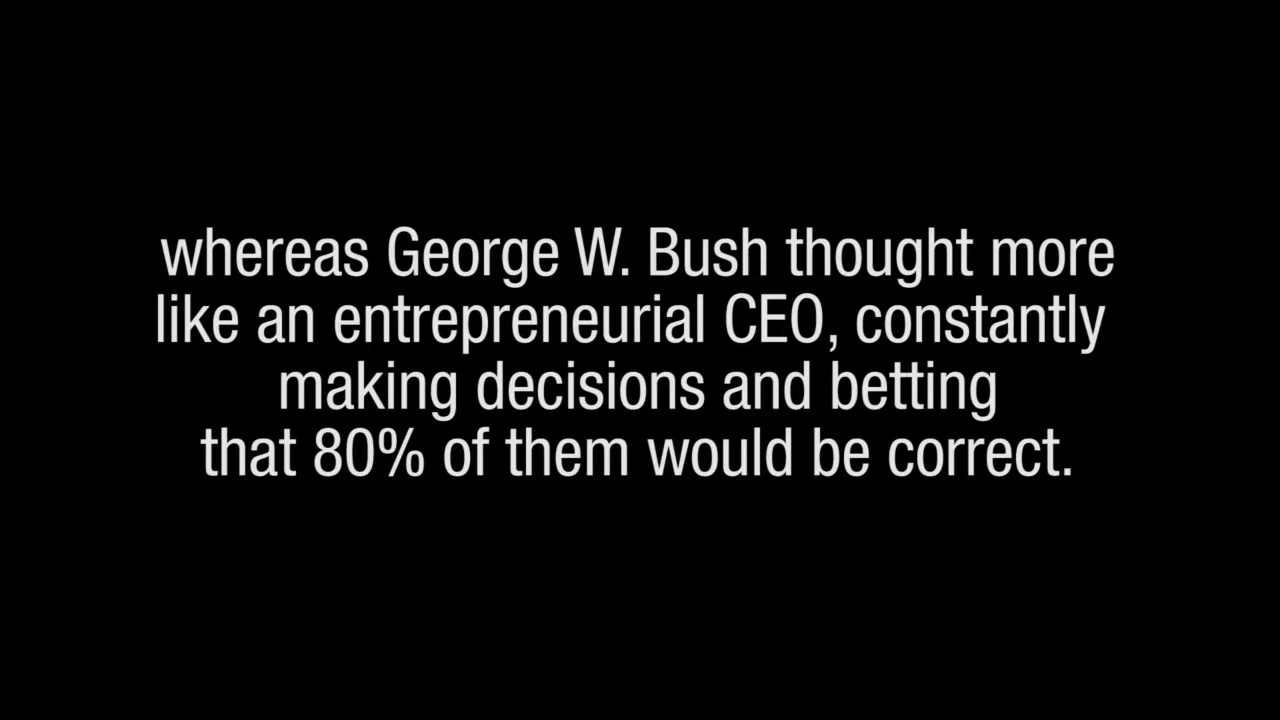 whereas George W. Bush thought more
like an entrepreneurial CEO, constantly
making decisions and betting
that 80% of them would be correct.